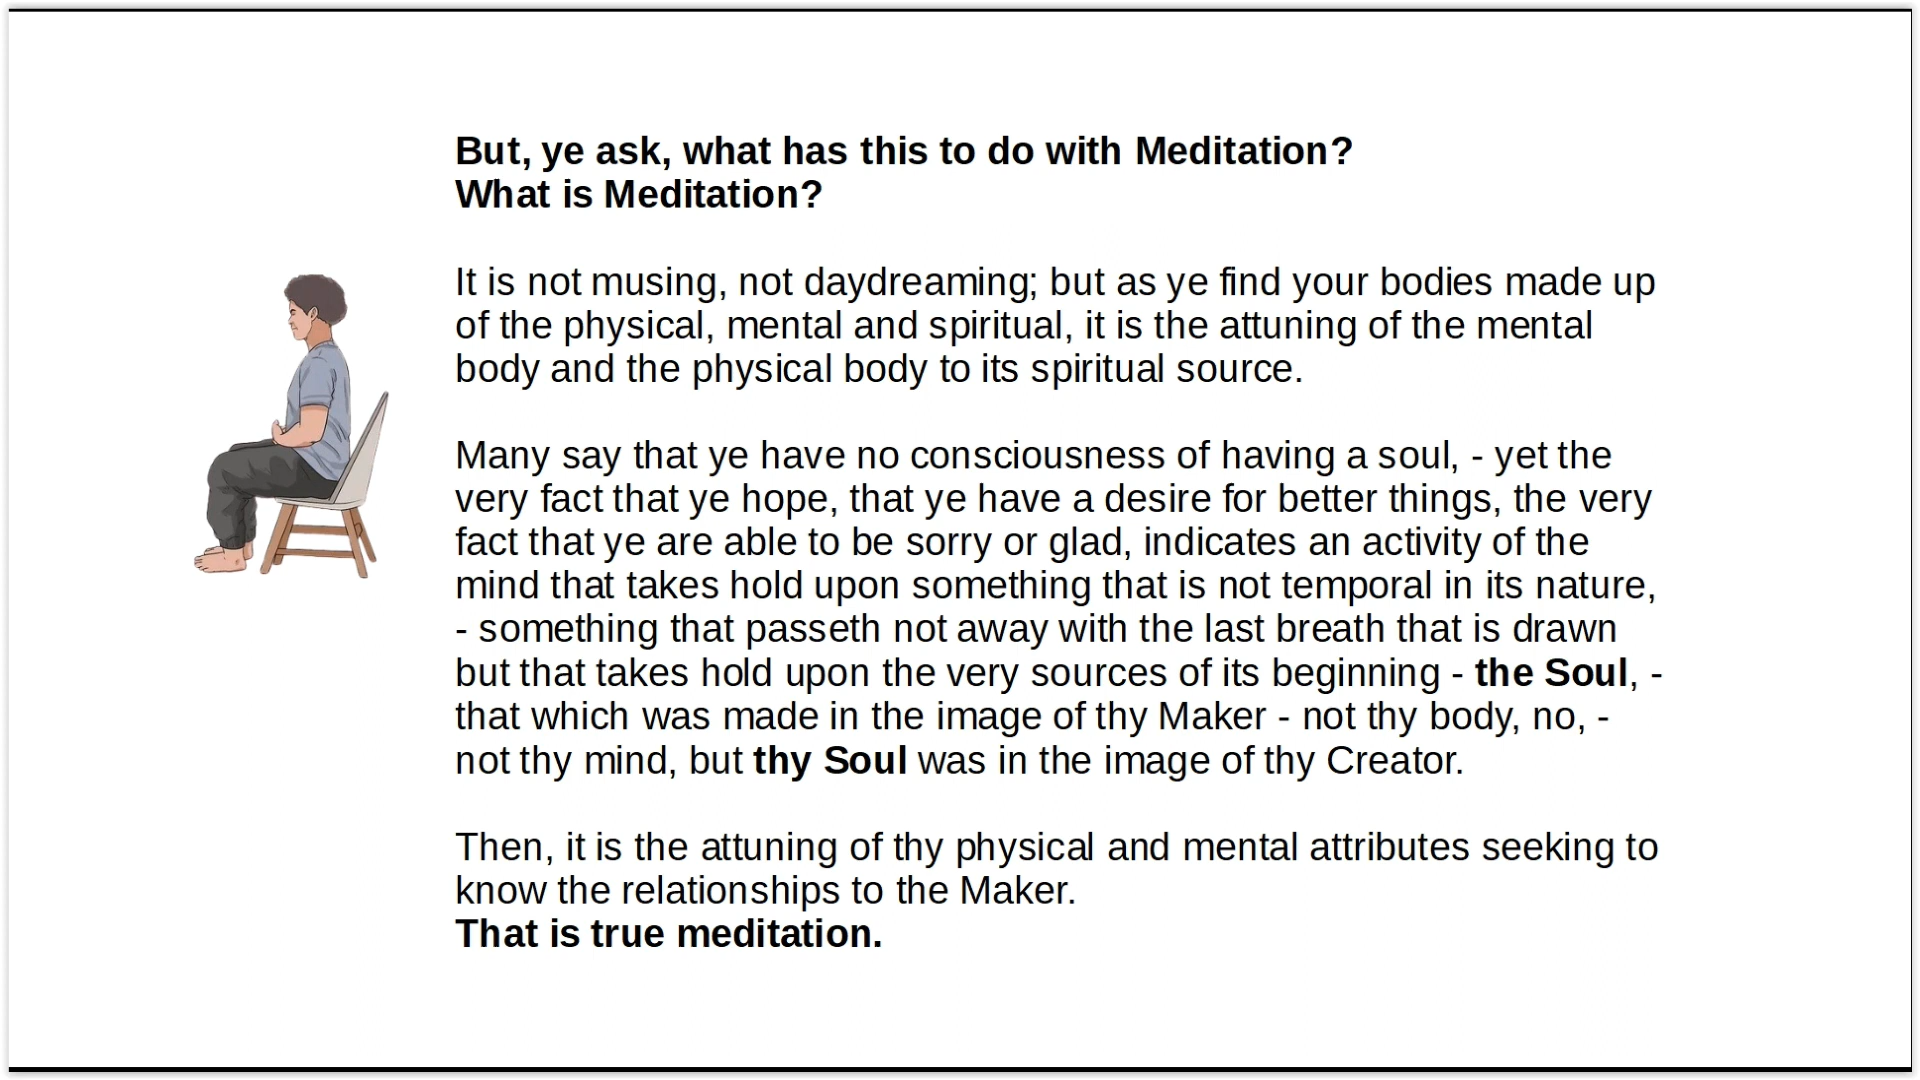 But, ye ask, what has this to do with Meditation?
What is Meditation?
It is not musing, not daydreaming; but as ye find your bodies made up
of the physical, mental and spiritual, it is the attuning of the mental
body and the physical body to its spiritual source.
Many say that ye have no consciousness of having a soul, - yet the
very fact that ye hope, that ye have a desire for better things, the very
fact that ye are able to be sorry or glad, indicates an activity of the
mind that takes hold upon something that is not temporal in its nature,
- something that passeth not away with the last breath that is drawn
but that takes hold upon the very sources of its beginning - the Soul, -
that which was made in the image of thy Maker - not thy body, no, -
not thy mind, but thy Soul was in the image of thy Creator.
Then, it is the attuning of thy physical and mental attributes seeking to
know the relationships to the Maker.
That is true meditation.